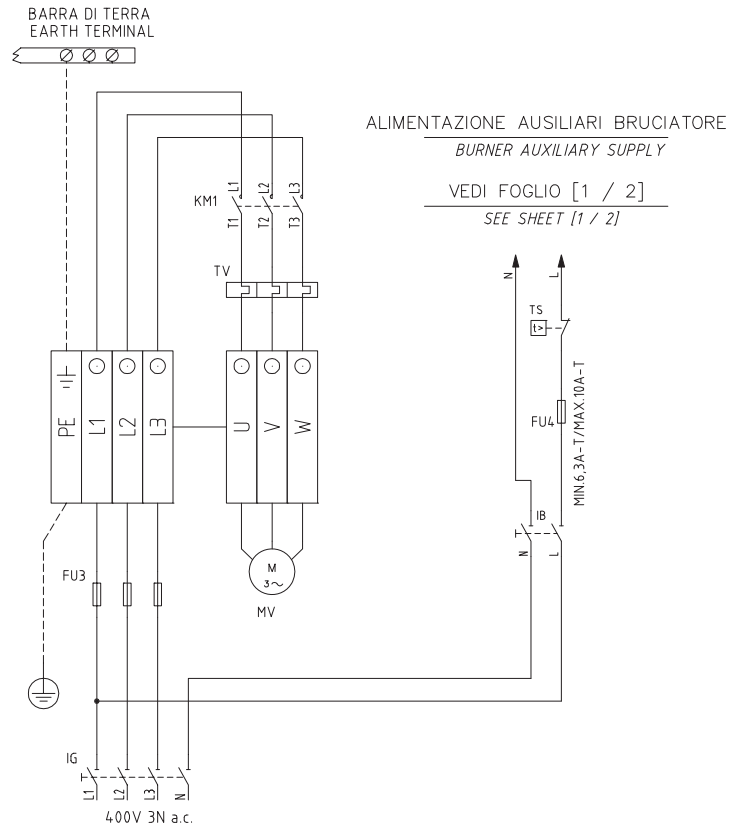 BARRA DI TERRA
EARTH TERMINAL
ALIMENTAZIONE AUSILIARI BRUCIATORE
BURNER AUXILIARY SUPPLY
VEDI FOGLIO [1 / 2]
SEE SHEET [1 / 2]
KM1
L1
L2
L3
T1
T2
T3
TV
N
L
TS
t>
PE
L1
L2
L3
U
V
W
FU4
MIN.6,3A-T/MAX.10A-T
IB
N
L
M
3~
MV
FU3
IG
L1
L2
L3
N
400V 3N a.c.